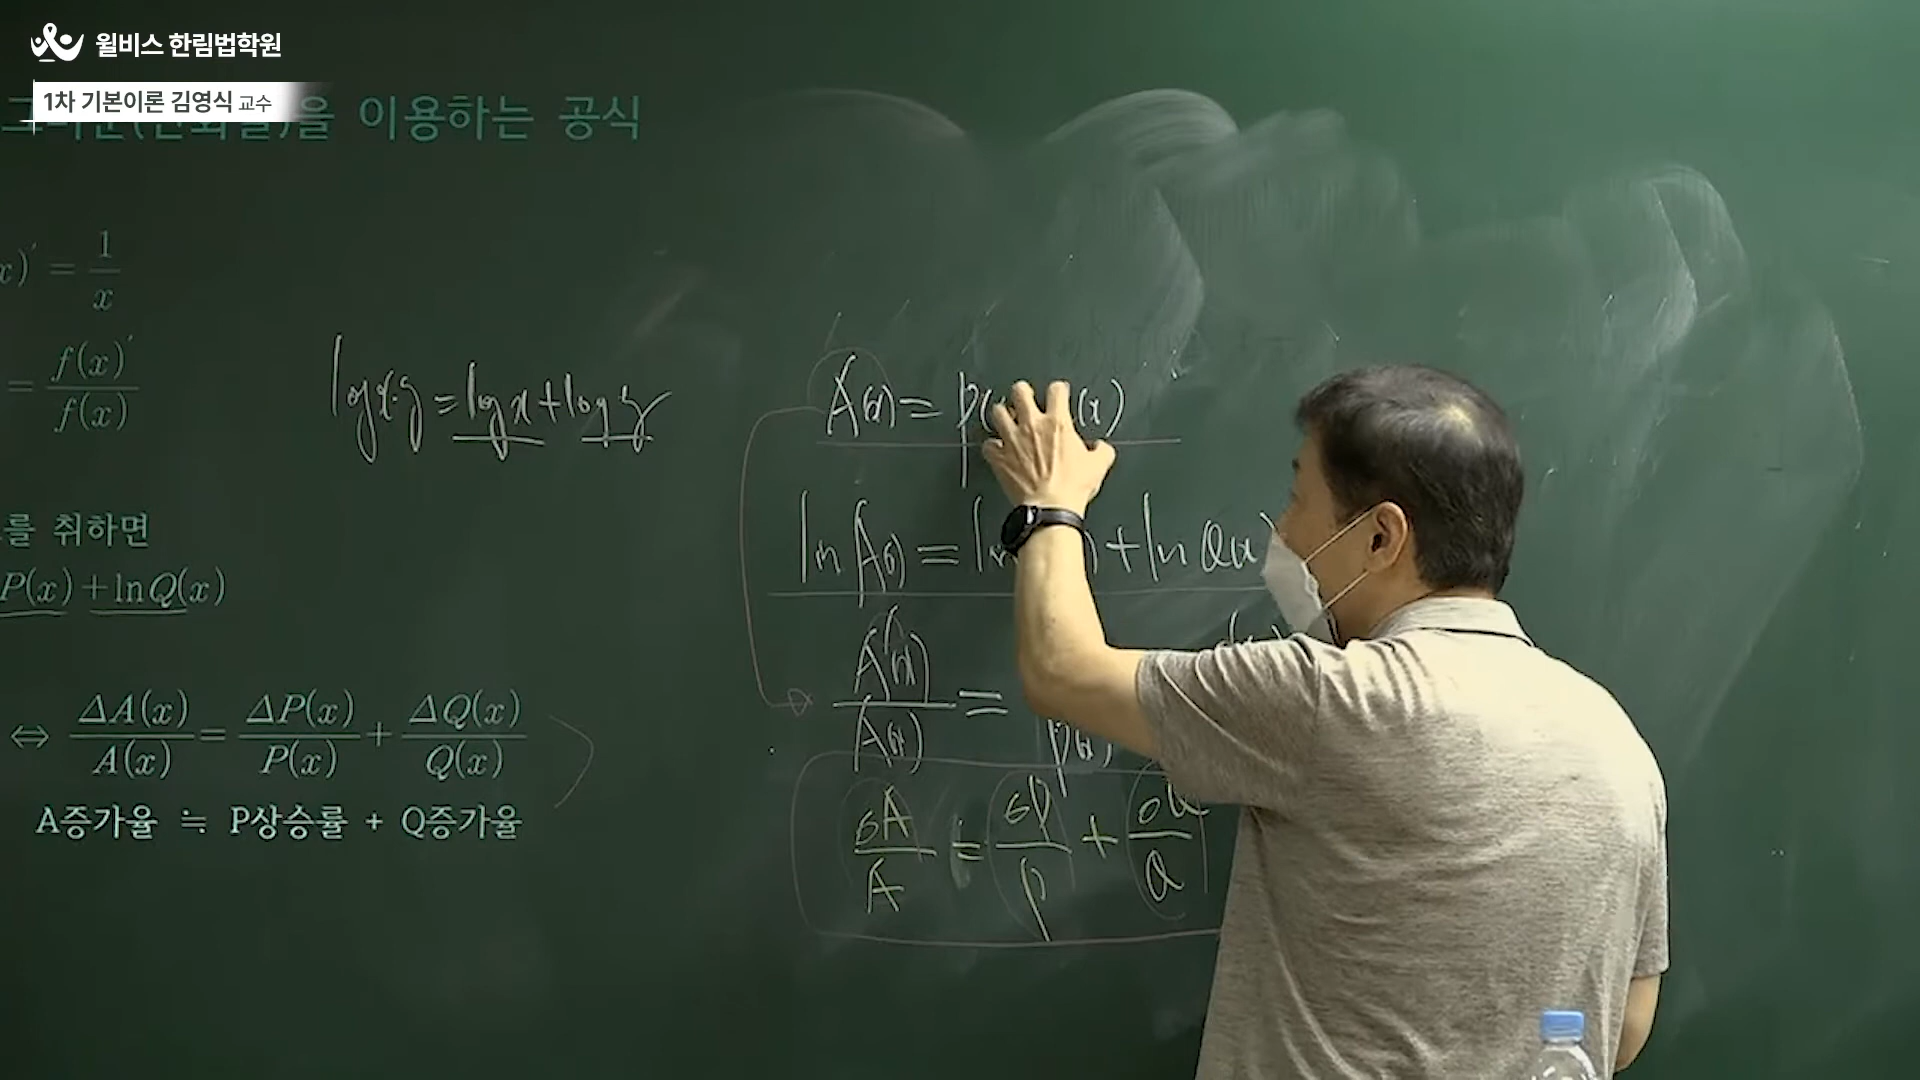 윌비스 한림법학원
1차 기본이론 김영식 교수
을 이용하는 공식
x)′ = 1/x
= f(x)′/f(x)
를 취하면
P(x) + ln Q(x)
⇔ ΔA(x)/A(x) = ΔP(x)/P(x) + ΔQ(x)/Q(x)
A증가율 ≒ P상승률 + Q증가율
log x·y = log x + log y
A(x) = P( (x)
ln A(x) = ln + ln Q(x)
A′(x)/A(x) = P(x)
ΔA/A ≒ ΔP/P + ΔQ/Q